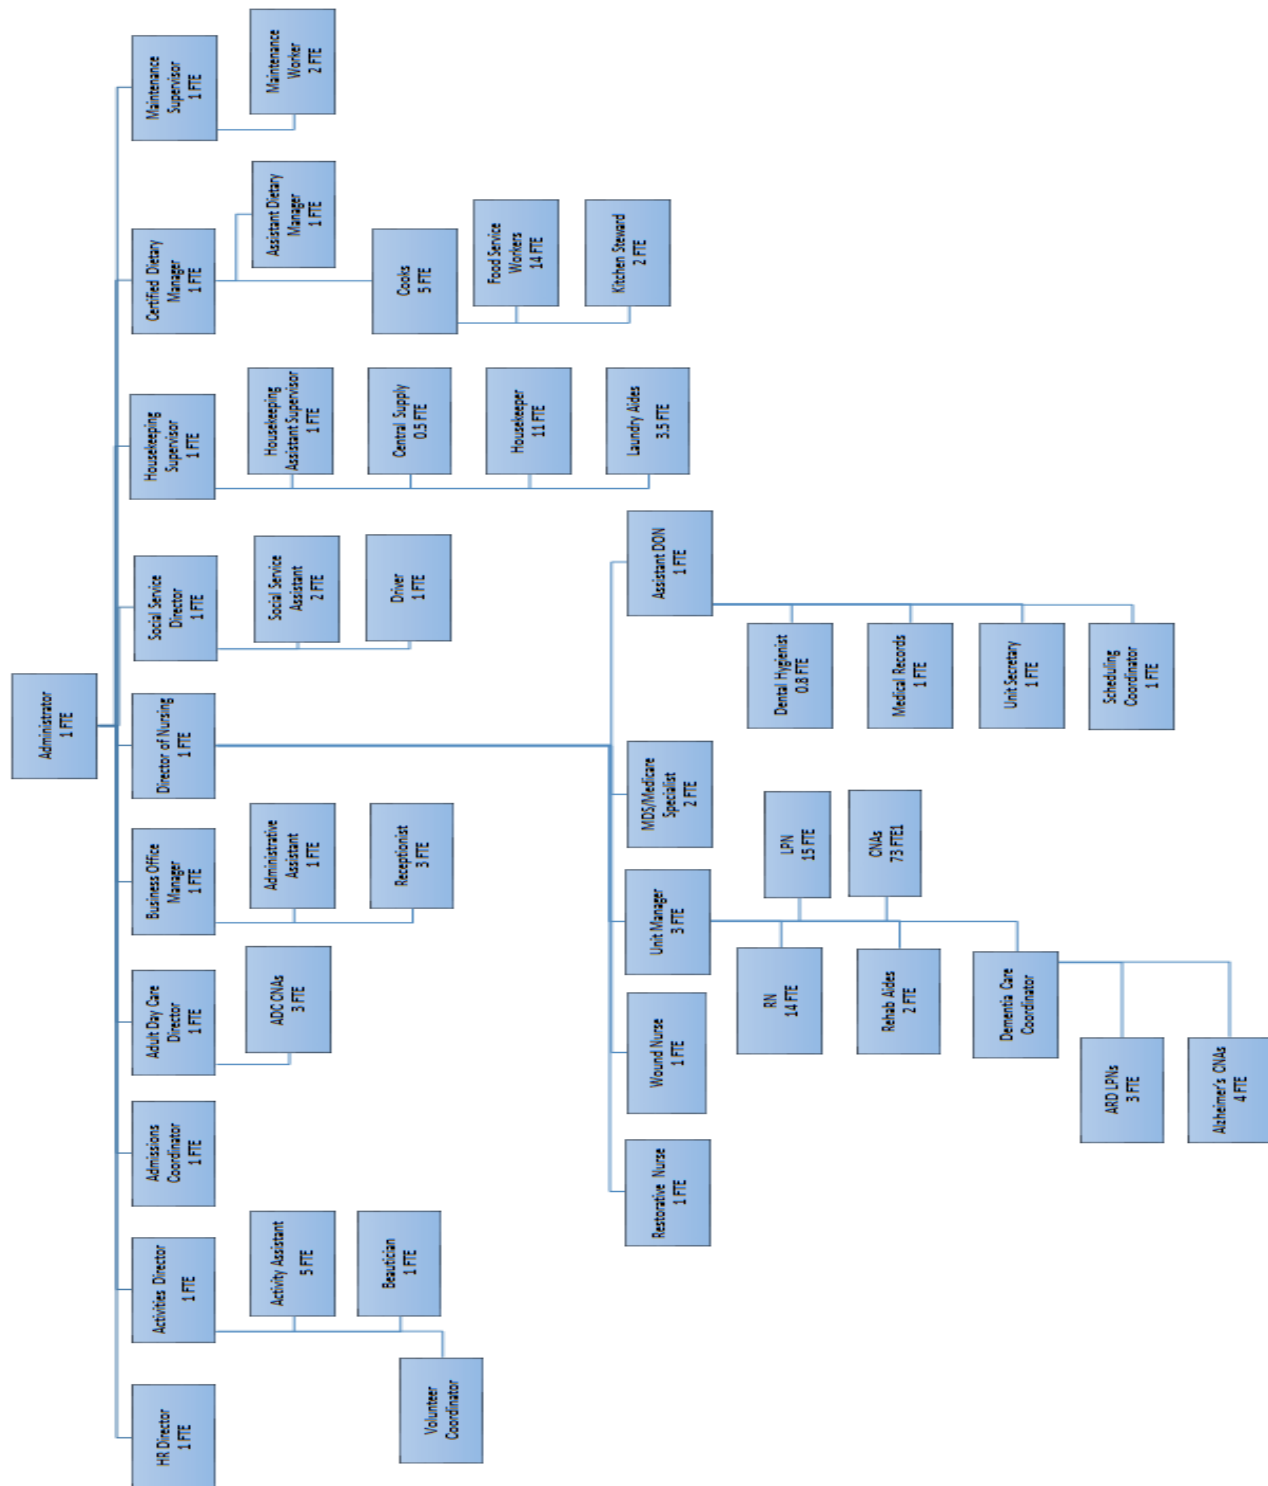 Administrator
1 FTE
HR Director
1 FTE
Activities Director
1 FTE
Admissions
Coordinator
1 FTE
Adult Day Care
Director
1 FTE
Business Office
Manager
1 FTE
Director of Nursing
1 FTE
Social Service
Director
1 FTE
Housekeeping
Supervisor
1 FTE
Certified Dietary
Manager
1 FTE
Maintenance
Supervisor
1 FTE
Activity Assistant
5 FTE
Beautician
1 FTE
Volunteer
Coordinator
ADC CNAs
3 FTE
Administrative
Assistant
1 FTE
Receptionist
3 FTE
Social Service
Assistant
2 FTE
Driver
1 FTE
Housekeeping
Assistant Supervisor
1 FTE
Central Supply
0.5 FTE
Housekeeper
11 FTE
Laundry Aides
3.5 FTE
Assistant Dietary
Manager
1 FTE
Cooks
5 FTE
Food Service
Workers
14 FTE
Kitchen Steward
2 FTE
Maintenance
Worker
2 FTE
Restorative Nurse
1 FTE
Wound Nurse
1 FTE
Unit Manager
3 FTE
MDS/Medicare
Specialist
2 FTE
Assistant DON
1 FTE
RN
14 FTE
LPN
15 FTE
CNAs
73 FTE1
Rehab Aides
2 FTE
Dementia Care
Coordinator
ARD LPNs
3 FTE
Alzheimer's CNAs
4 FTE
Dental Hygienist
0.8 FTE
Medical Records
1 FTE
Unit Secretary
1 FTE
Scheduling
Coordinator
1 FTE